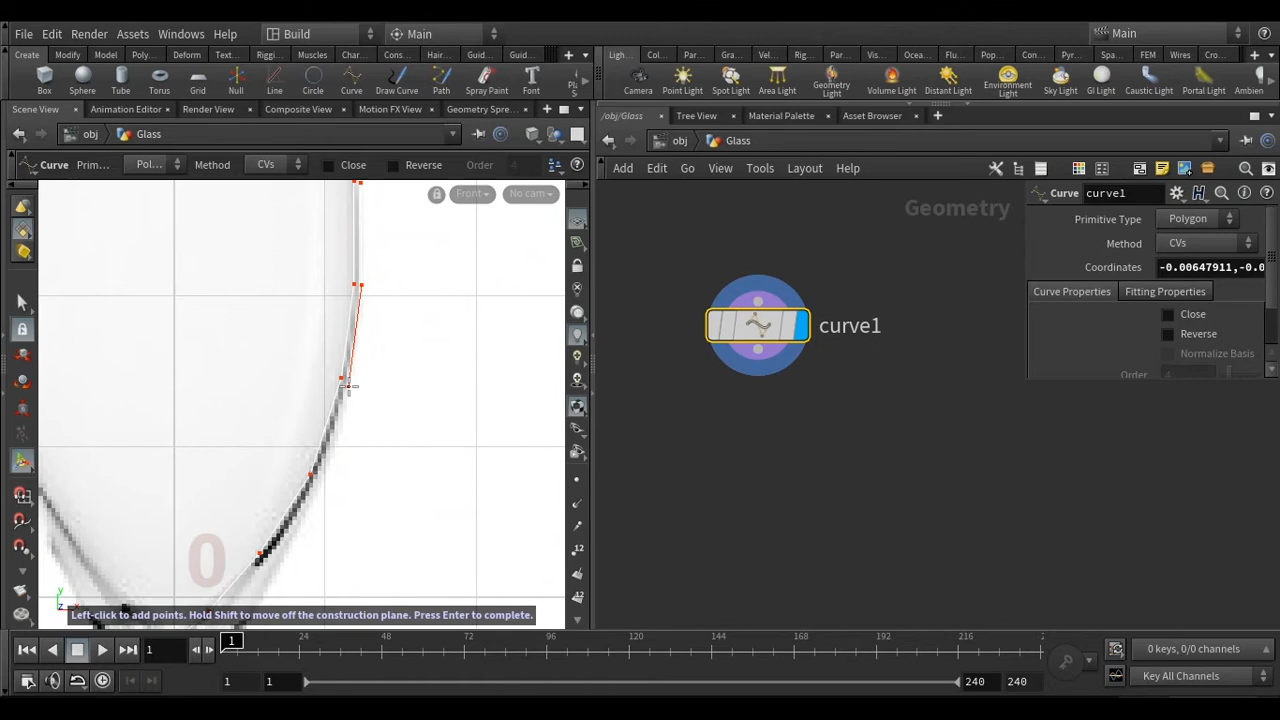 File Edit Render Assets Windows Help Build Main Main
Create Modify Model Poly... Deform Text... Riggi... Muscles Char... Cons... Hair... Guid... Guid... Ligh... Col... Par... Gra... Vel... Rig... Par... Vis... Ocea... Flu... Pop... Con... Pyr... FEM Wires Cro...
Box Sphere Tube Torus Grid Null Line Circle Curve Draw Curve Path Spray Paint Font Camera Point Light Spot Light Area Light Geometry Light Volume Light Distant Light Environment Light Sky Light GI Light Caustic Light Portal Light Ambien
Scene View Animation Editor Render View Composite View Motion FX View Geometry Spre... /obj/Glass Tree View Material Palette Asset Browser
obj Glass obj Glass
Curve Prim... Pol... Method CVs Close Reverse Order 4 Add Edit Go View Tools Layout Help
Front No cam Curve curve1
Geometry Primitive Type Polygon
Method CVs
Coordinates -0.00647911,-0.0
Curve Properties Fitting Properties
Close
curve1 Reverse
Normalize Basis
Order 4
0
Left-click to add points. Hold Shift to move off the construction plane. Press Enter to complete.
1 1 24 48 72 96 120 144 168 192 216 2 0 keys, 0/0 channels
1 1 240 240 Key All Channels